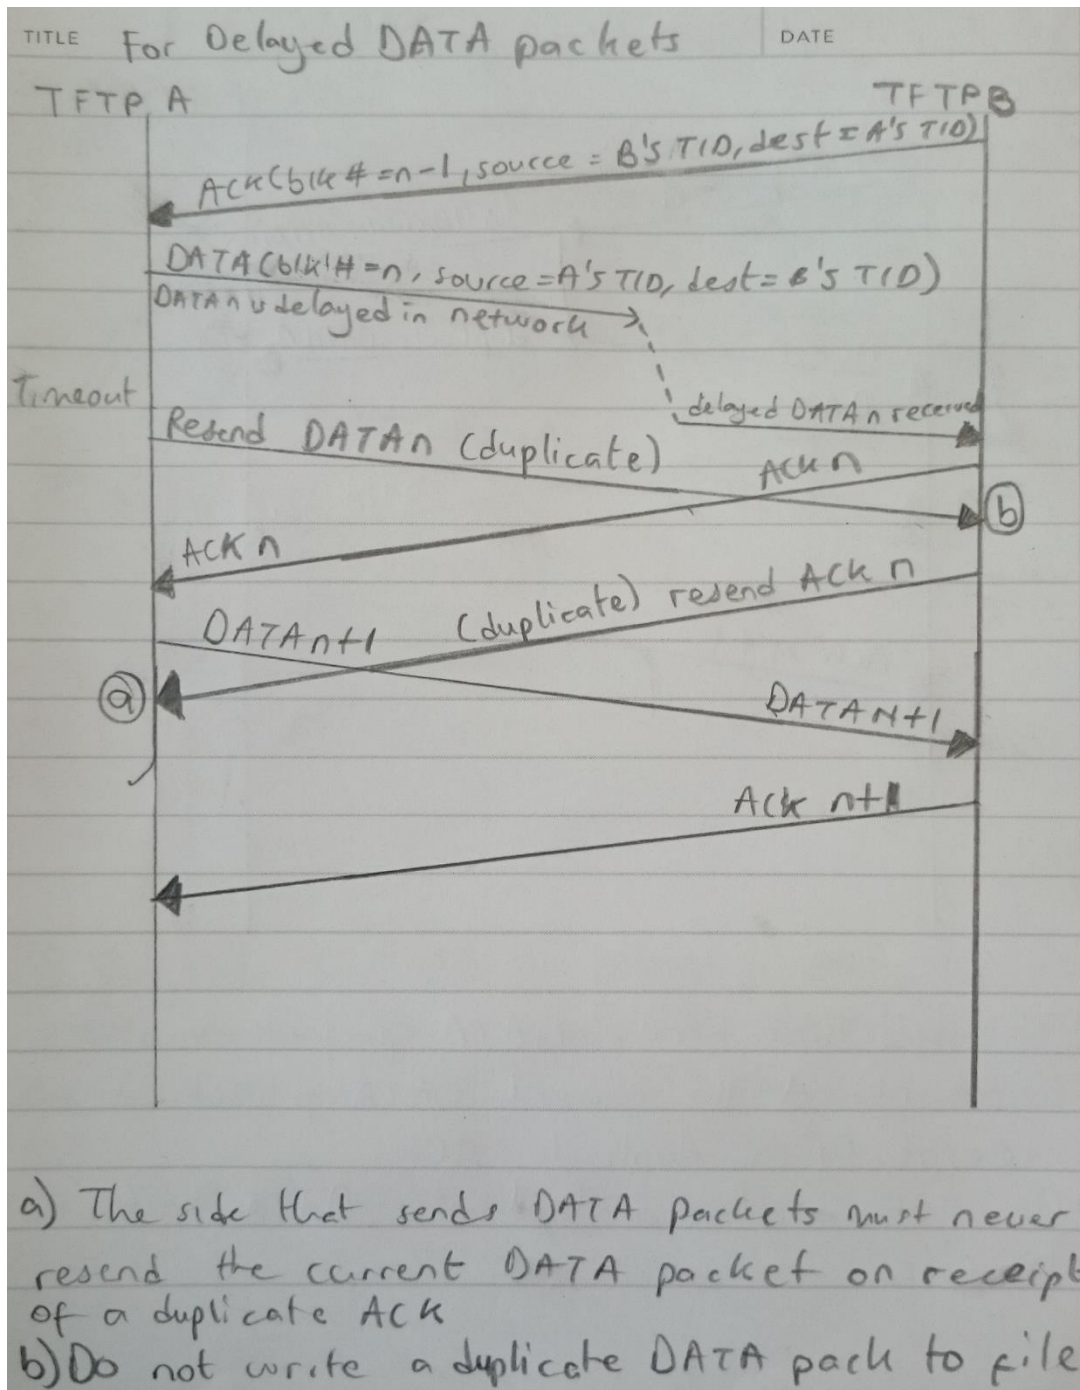 TITLE For Delayed DATA packets DATE
TFTP A TFTP B
ACK (blk # = n-1, source = B's TID, dest = A's TID)
DATA (blk # = n, source = A's TID, dest = B's TID)
DATA n is delayed in network
Timeout
delayed DATA n received
Resend DATA n (duplicate)
ACK n
b
ACK n
(duplicate) resend ACK n
DATA n+1
a
DATA N+1
Ack n+1
a) The side that sends DATA packets must never
resend the current DATA packet on receipt
of a duplicate ACK
b) Do not write a duplicate DATA pack to file